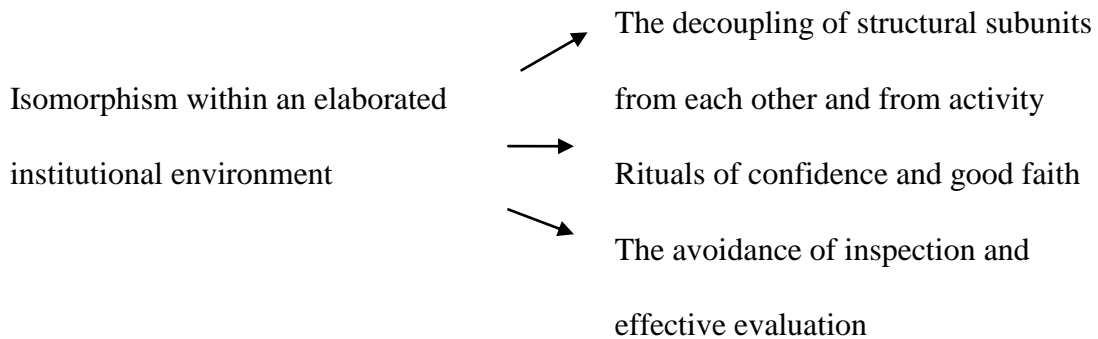 Isomorphism within an elaborated
institutional environment
The decoupling of structural subunits
from each other and from activity
Rituals of confidence and good faith
The avoidance of inspection and
effective evaluation